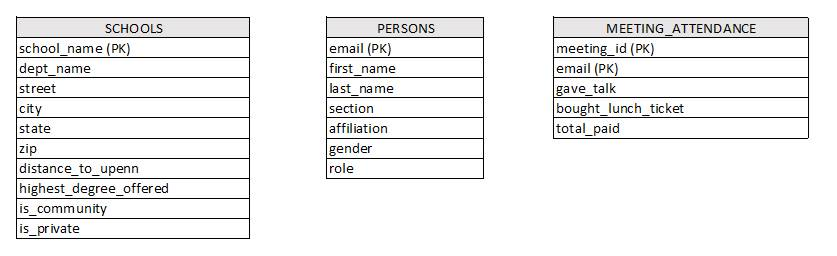 SCHOOLS
school_name (PK)
dept_name
street
city
state
zip
distance_to_upenn
highest_degree_offered
is_community
is_private
PERSONS
email (PK)
first_name
last_name
section
affiliation
gender
role
MEETING_ATTENDANCE
meeting_id (PK)
email (PK)
gave_talk
bought_lunch_ticket
total_paid